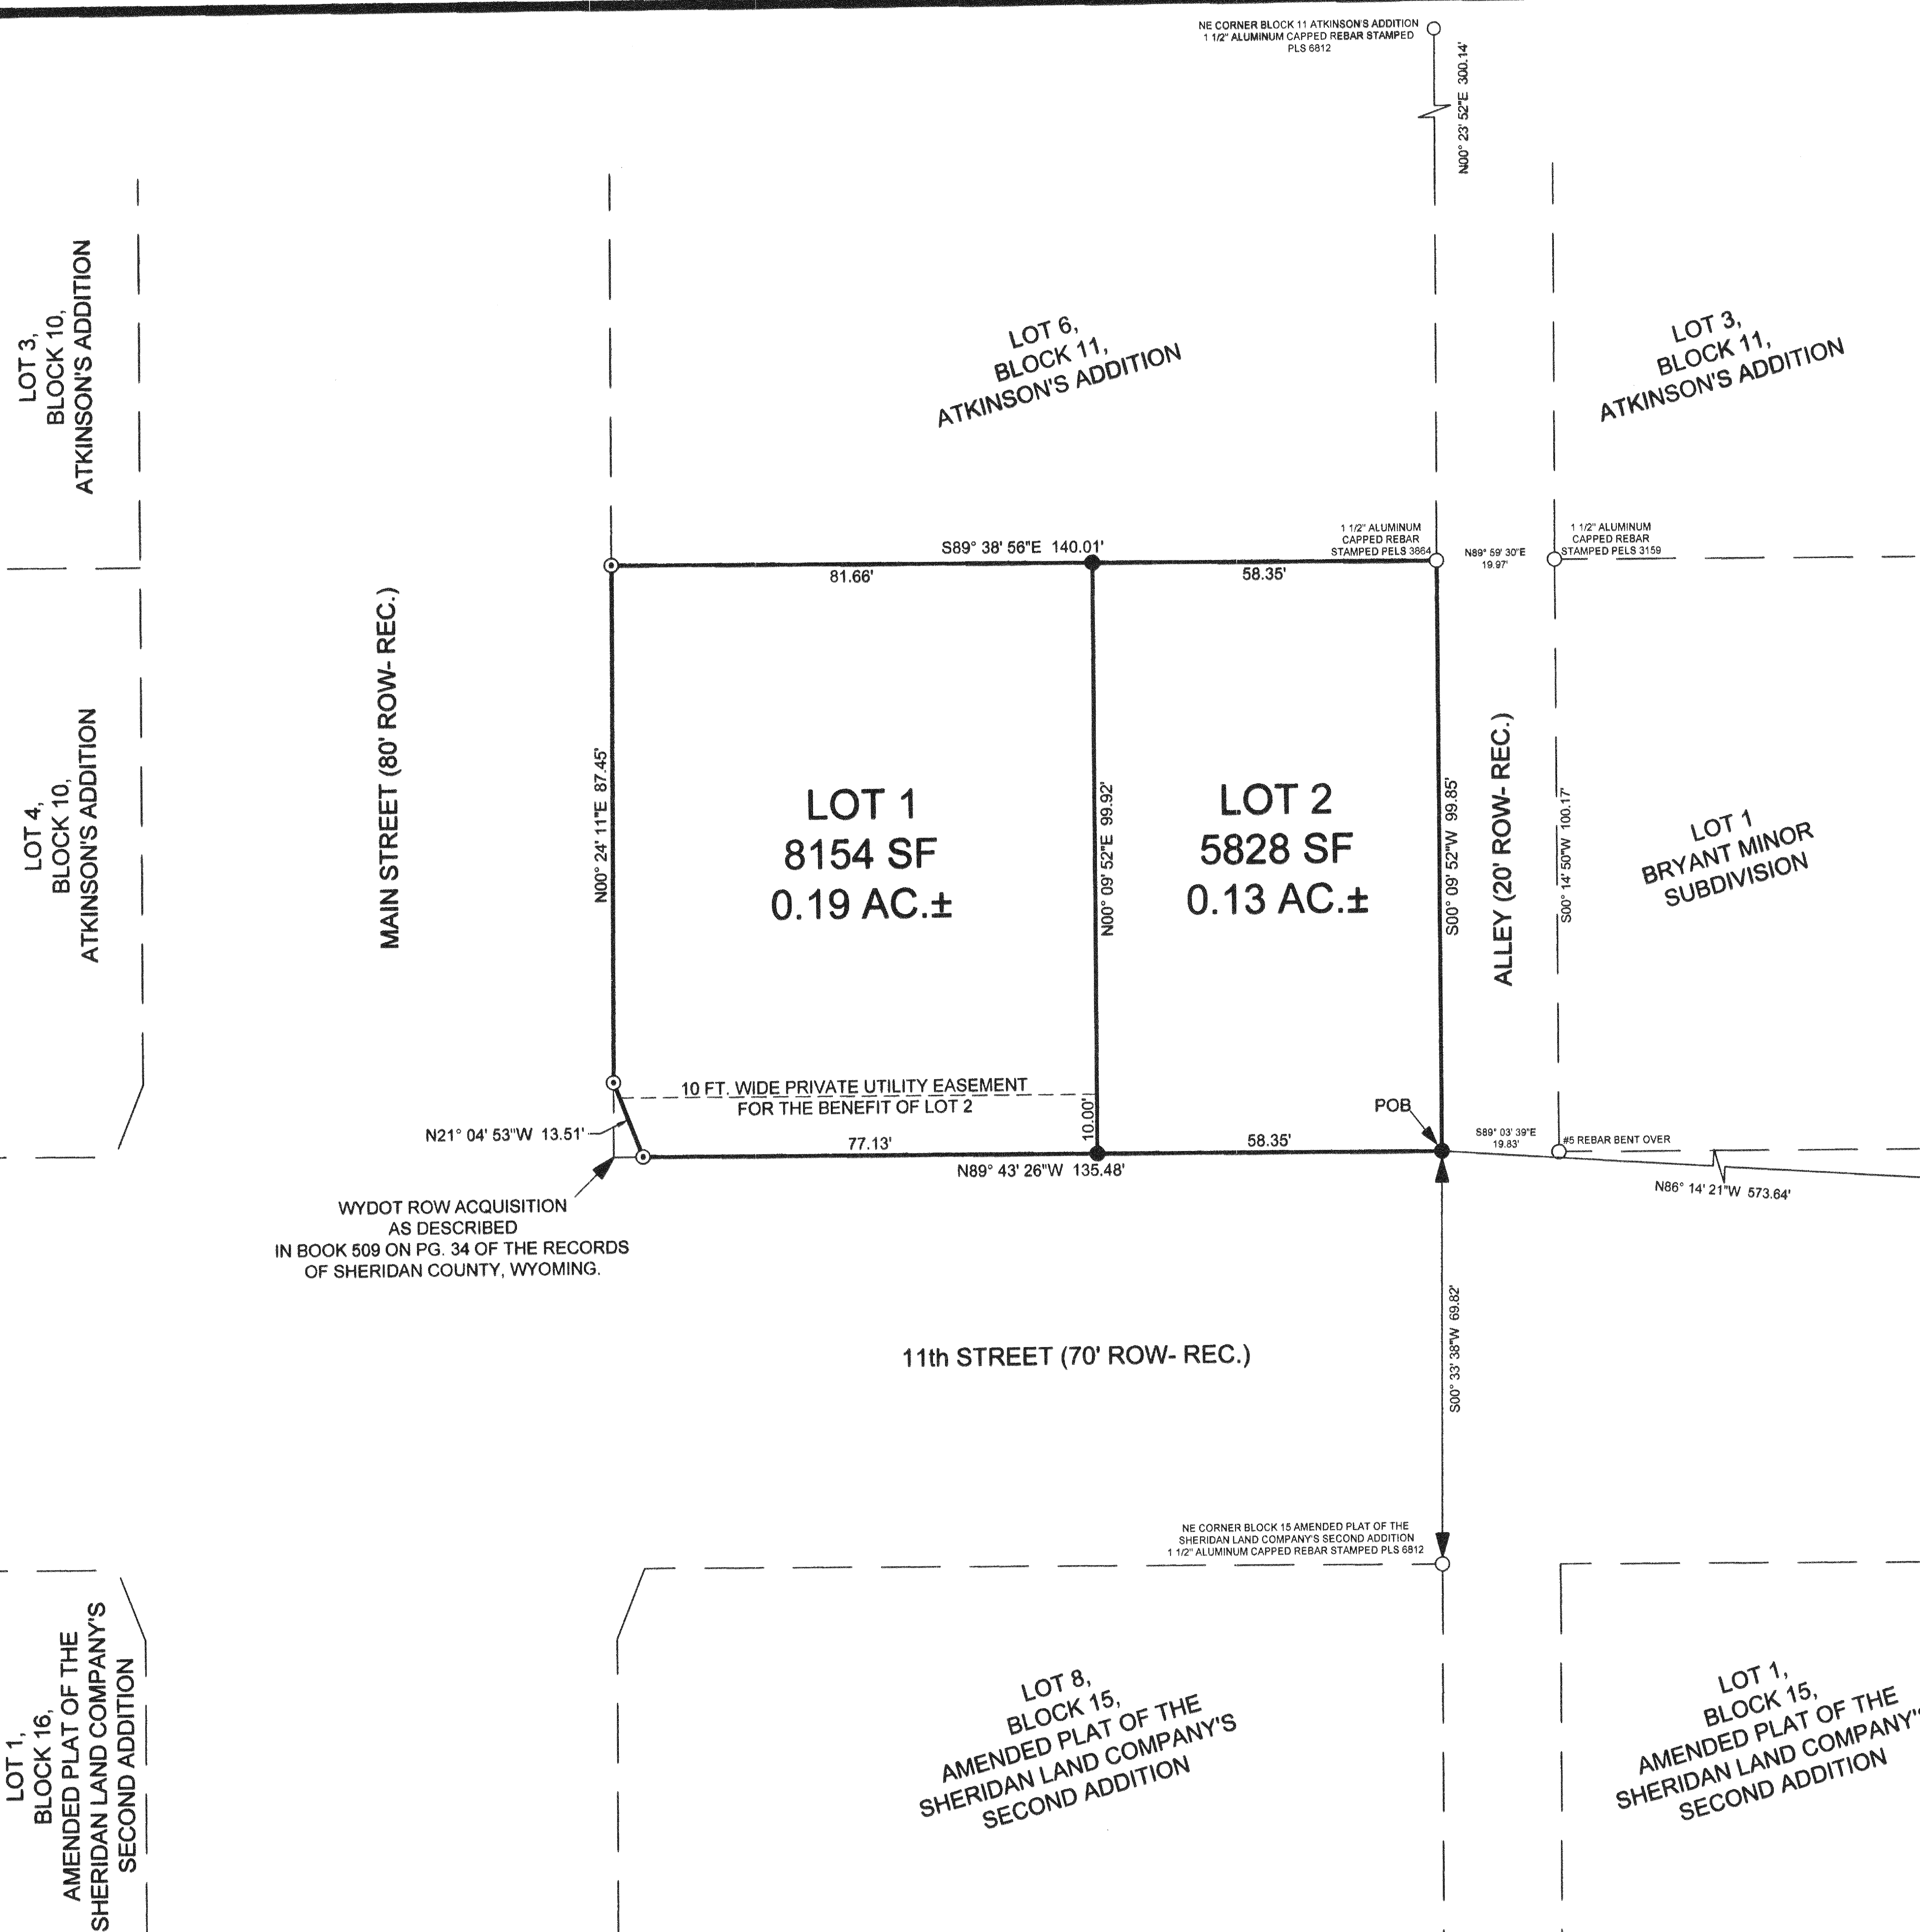 NE CORNER BLOCK 11 ATKINSON'S ADDITION
1 1/2" ALUMINUM CAPPED REBAR STAMPED
PLS 6812
N00° 23' 52"E 300.14'
LOT 3,
BLOCK 10,
ATKINSON'S ADDITION
LOT 6,
BLOCK 11,
ATKINSON'S ADDITION
LOT 3,
BLOCK 11,
ATKINSON'S ADDITION
S89° 38' 56"E 140.01'
81.66'
58.35'
1 1/2" ALUMINUM
CAPPED REBAR
STAMPED PELS 3864
N89° 59' 30"E
19.97'
1 1/2" ALUMINUM
CAPPED REBAR
STAMPED PELS 3159
LOT 4,
BLOCK 10,
ATKINSON'S ADDITION
MAIN STREET (80' ROW- REC.)
N00° 24' 11"E 87.45'
LOT 1
8154 SF
0.19 AC.±
N00° 09' 52"E 99.92'
LOT 2
5828 SF
0.13 AC.±
S00° 09' 52"W 99.85'
ALLEY (20' ROW- REC.)
S00° 14' 50"W 100.17'
LOT 1
BRYANT MINOR
SUBDIVISION
10 FT. WIDE PRIVATE UTILITY EASEMENT
FOR THE BENEFIT OF LOT 2
10.00'
POB
N21° 04' 53"W 13.51'
77.13'
58.35'
N89° 43' 26"W 135.48'
S89° 03' 39"E
19.83'
#5 REBAR BENT OVER
N86° 14' 21"W 573.64'
WYDOT ROW ACQUISITION
AS DESCRIBED
IN BOOK 509 ON PG. 34 OF THE RECORDS
OF SHERIDAN COUNTY, WYOMING.
S00° 33' 38"W 69.82'
11th STREET (70' ROW- REC.)
NE CORNER BLOCK 15 AMENDED PLAT OF THE
SHERIDAN LAND COMPANY'S SECOND ADDITION
1 1/2" ALUMINUM CAPPED REBAR STAMPED PLS 6812
LOT 1,
BLOCK 16,
AMENDED PLAT OF THE
SHERIDAN LAND COMPANY'S
SECOND ADDITION
LOT 8,
BLOCK 15,
AMENDED PLAT OF THE
SHERIDAN LAND COMPANY'S
SECOND ADDITION
LOT 1,
BLOCK 15,
AMENDED PLAT OF THE
SHERIDAN LAND COMPANY'
SECOND ADDITION